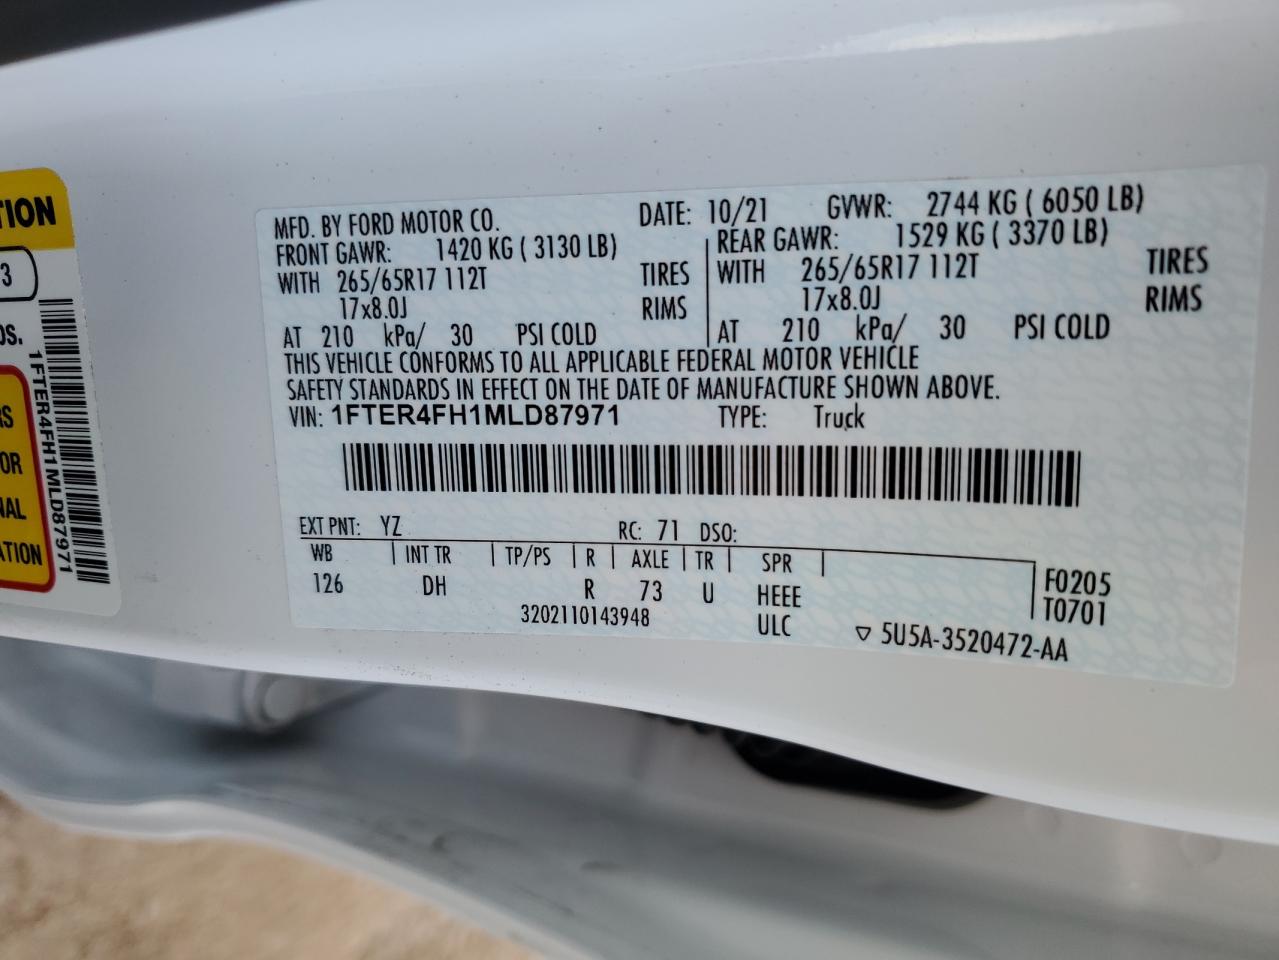 TION
3
1FTER4FH1MLD87971
RS
OR
NAL
ATION
MFD. BY FORD MOTOR CO. DATE: 10/21 GVWR: 2744 KG ( 6050 LB)
FRONT GAWR: 1420 KG ( 3130 LB) REAR GAWR: 1529 KG ( 3370 LB)
WITH 265/65R17 112T TIRES WITH 265/65R17 112T TIRES
17x8.0J RIMS 17x8.0J RIMS
AT 210 kPa/ 30 PSI COLD AT 210 kPa/ 30 PSI COLD
THIS VEHICLE CONFORMS TO ALL APPLICABLE FEDERAL MOTOR VEHICLE
SAFETY STANDARDS IN EFFECT ON THE DATE OF MANUFACTURE SHOWN ABOVE.
VIN: 1FTER4FH1MLD87971 TYPE: Truck
EXT PNT: YZ RC: 71 DSO:
WB INT TR TP/PS R AXLE TR SPR
126 DH R 73 U HEEE F0205
3202110143948 ULC T0701
▽ 5U5A-3520472-AA